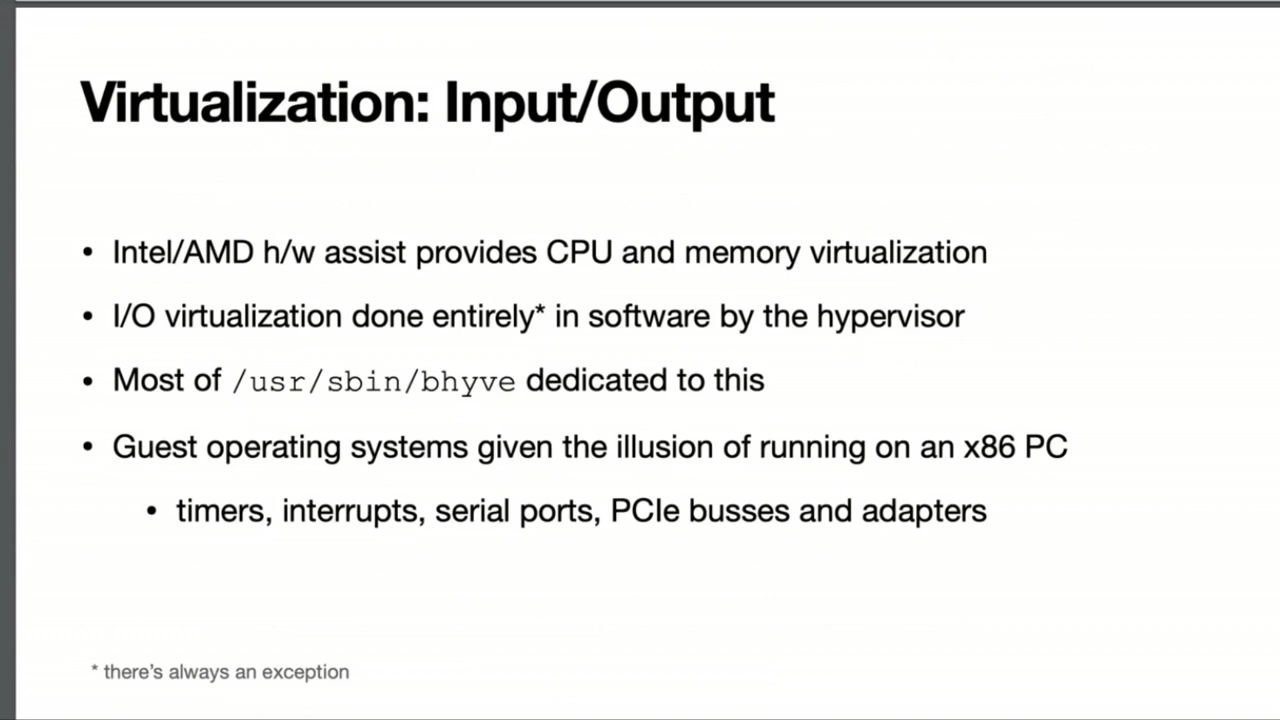 Virtualization: Input/Output
• Intel/AMD h/w assist provides CPU and memory virtualization
• I/O virtualization done entirely* in software by the hypervisor
• Most of /usr/sbin/bhyve dedicated to this
• Guest operating systems given the illusion of running on an x86 PC
• timers, interrupts, serial ports, PCIe busses and adapters
* there’s always an exception